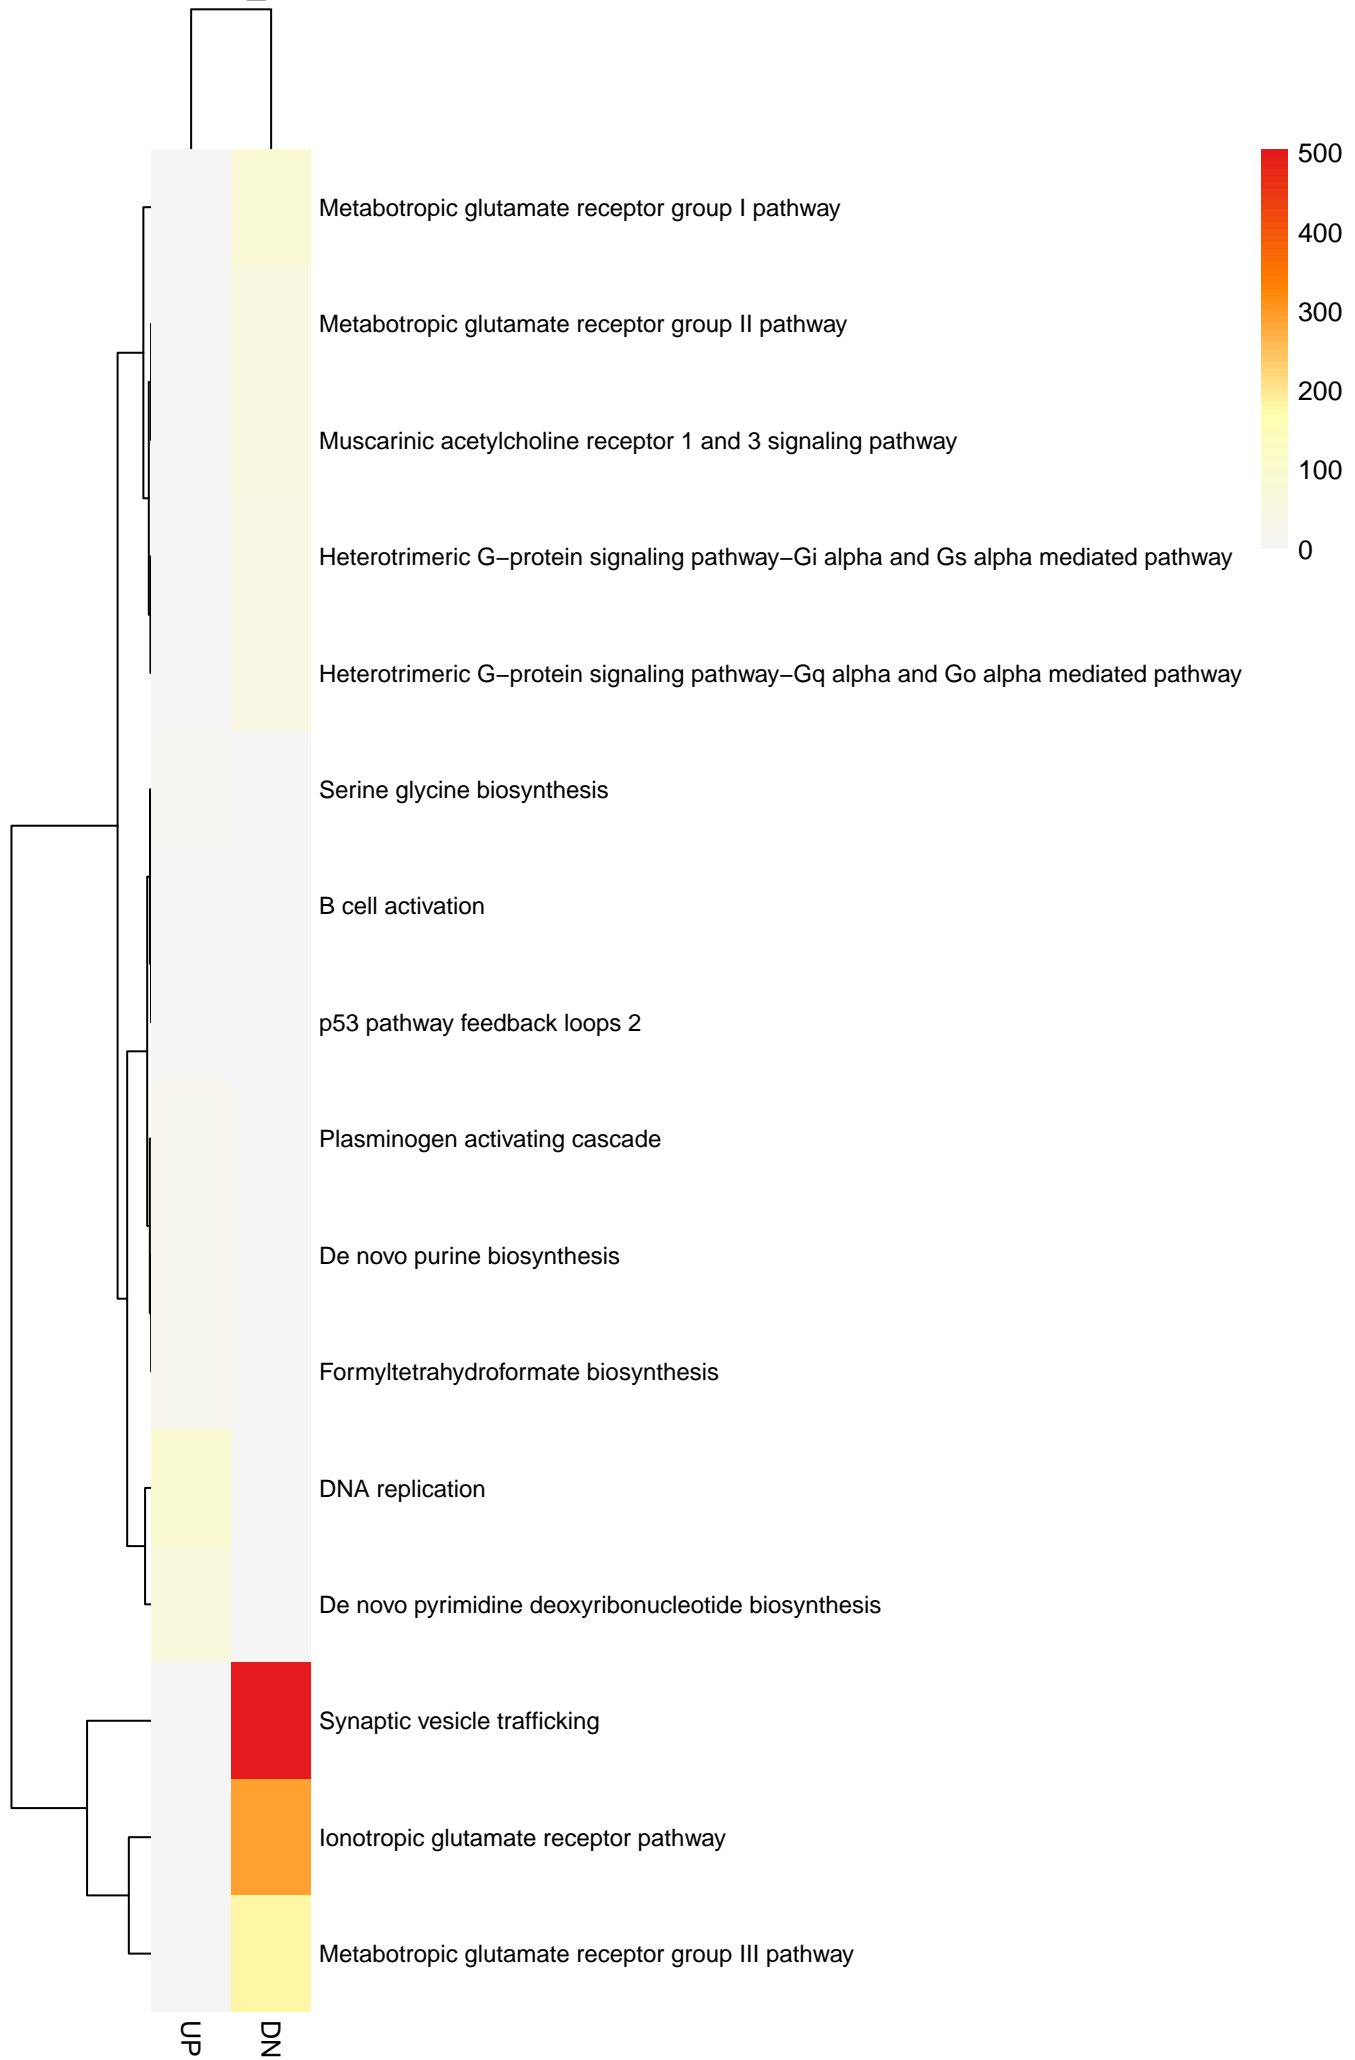 500
400
300
200
100
0
Metabotropic glutamate receptor group I pathway
Metabotropic glutamate receptor group II pathway
Muscarinic acetylcholine receptor 1 and 3 signaling pathway
Heterotrimeric G−protein signaling pathway−Gi alpha and Gs alpha mediated pathway
Heterotrimeric G−protein signaling pathway−Gq alpha and Go alpha mediated pathway
Serine glycine biosynthesis
B cell activation
p53 pathway feedback loops 2
Plasminogen activating cascade
De novo purine biosynthesis
Formyltetrahydroformate biosynthesis
DNA replication
De novo pyrimidine deoxyribonucleotide biosynthesis
Synaptic vesicle trafficking
Ionotropic glutamate receptor pathway
Metabotropic glutamate receptor group III pathway
UP
DN